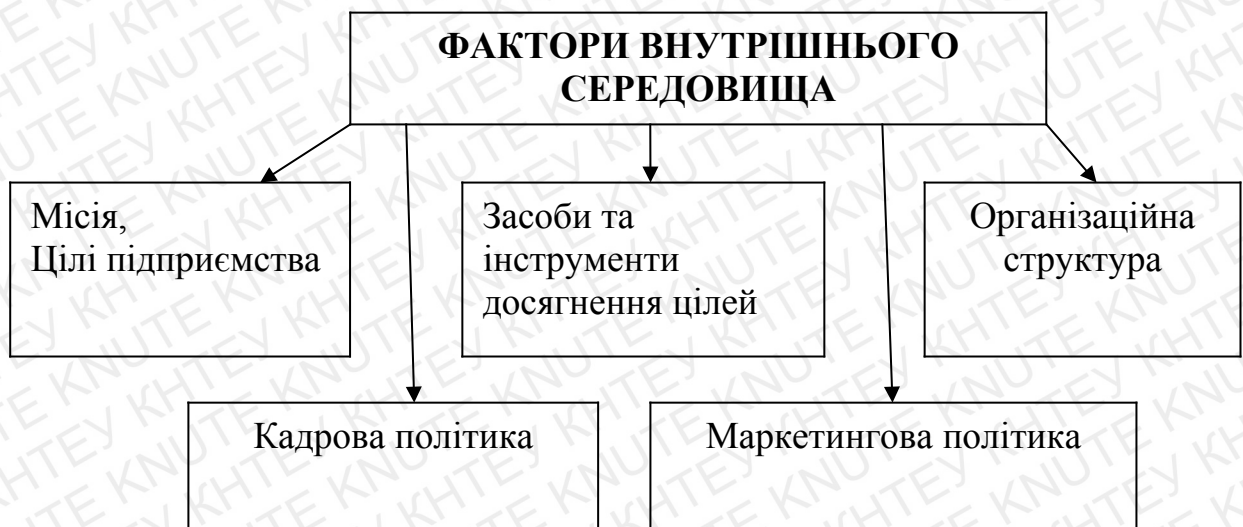 ФАКТОРИ ВНУТРІШНЬОГО
СЕРЕДОВИЩА
Місія,
Цілі підприємства
Засоби та
інструменти
досягнення цілей
Організаційна
структура
Кадрова політика
Маркетингова політика